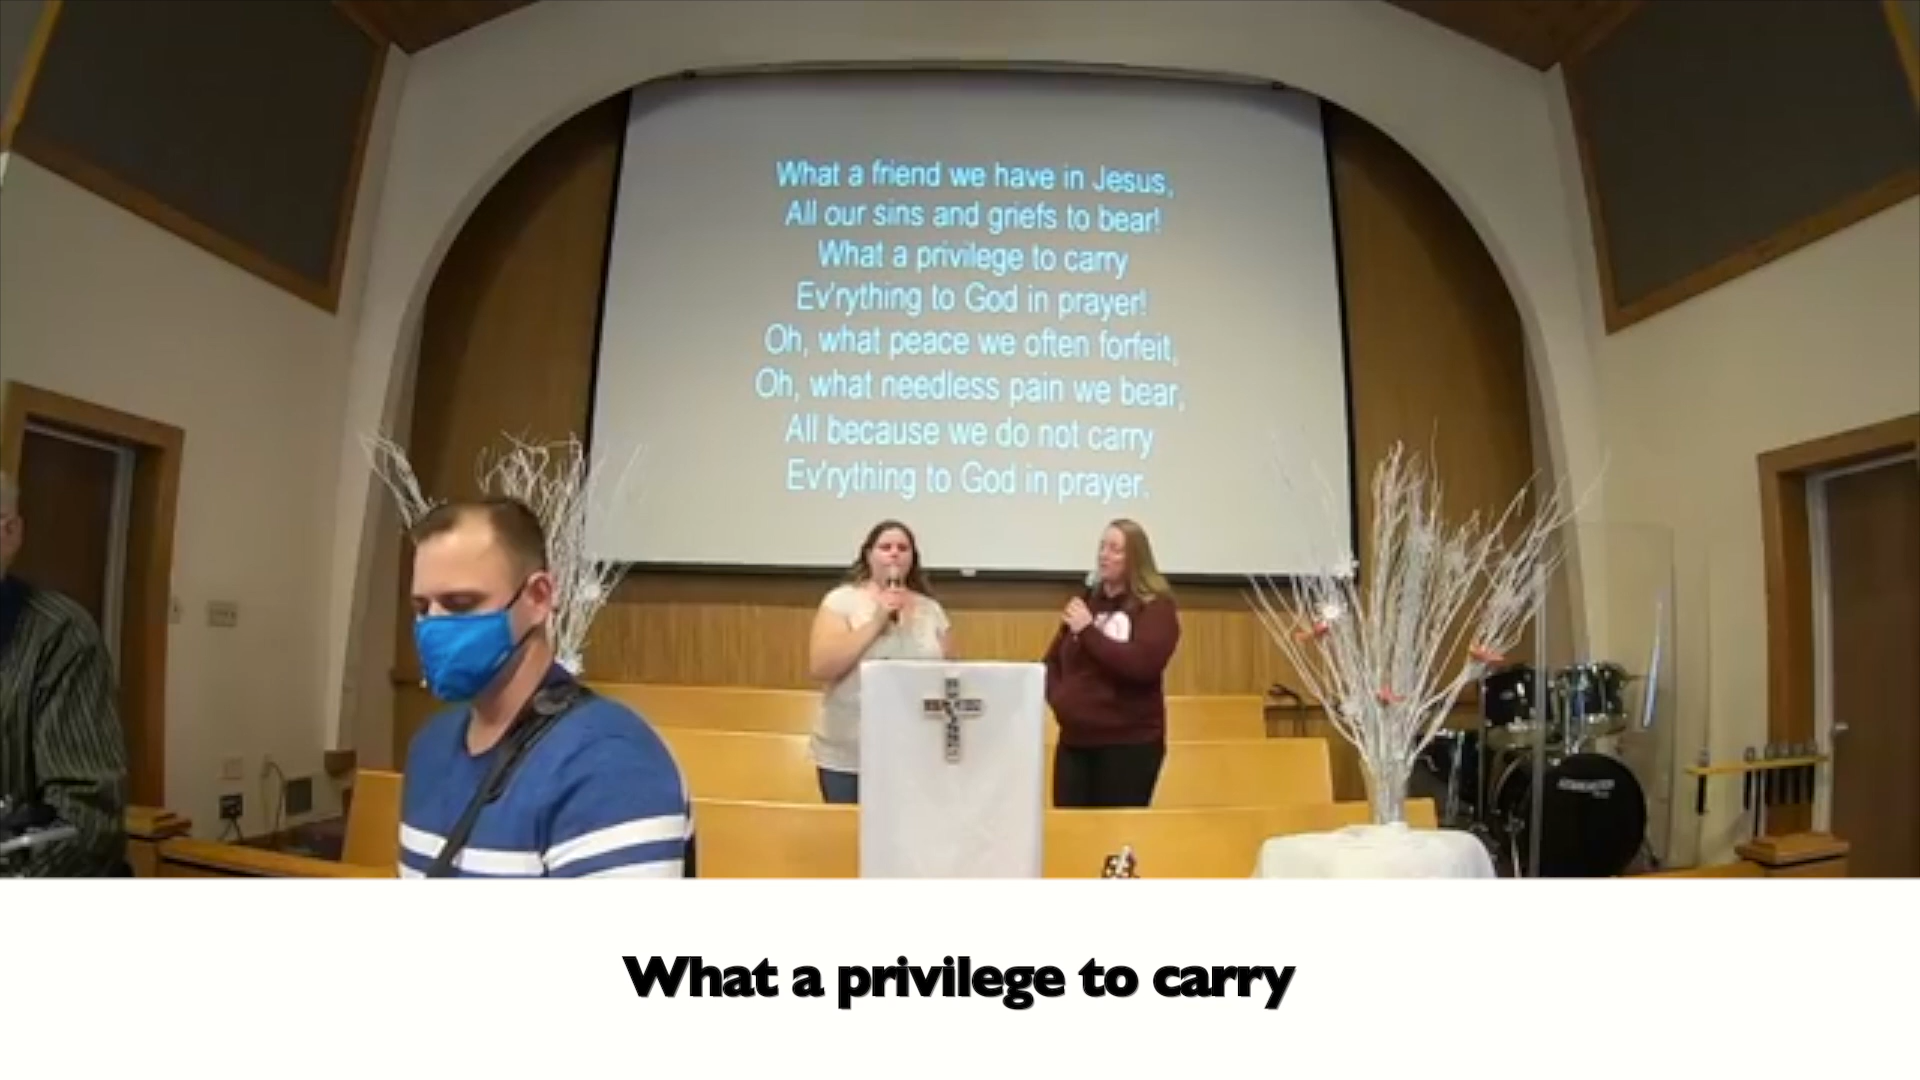 What a friend we have in Jesus,
All our sins and griefs to bear!
What a privilege to carry
Ev'rything to God in prayer!
Oh, what peace we often forfeit,
Oh, what needless pain we bear,
All because we do not carry
Ev'rything to God in prayer.
What a privilege to carry